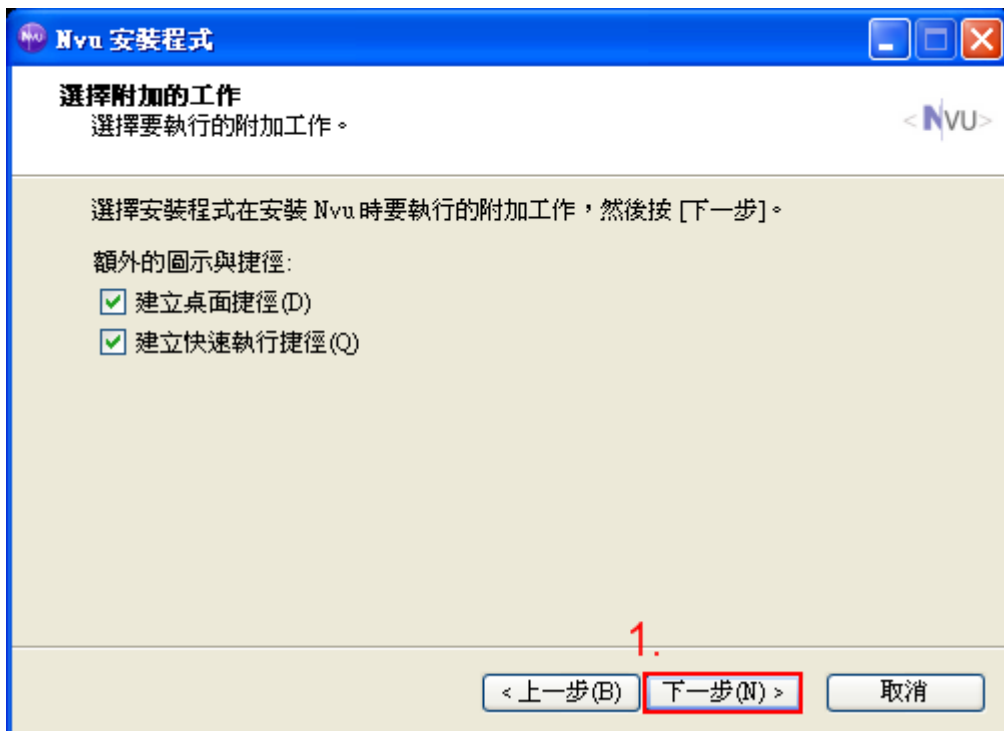 Nvu 安裝程式
選擇附加的工作
選擇要執行的附加工作。
<NVU>
選擇安裝程式在安裝 Nvu 時要執行的附加工作，然後按 [下一步]。
額外的圖示與捷徑:
建立桌面捷徑(D)
建立快速執行捷徑(Q)
1.
<上一步(B)
下一步(N)>
取消